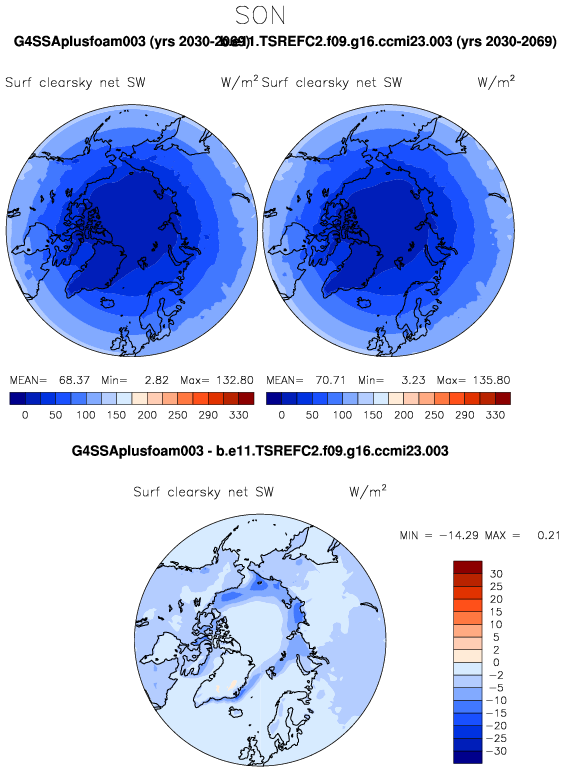 SON
G4SSAplusfoam003 (yrs 2030-2069)
b.e11.TSREFC2.f09.g16.ccmi23.003 (yrs 2030-2069)
Surf clearsky net SW W/m²
Surf clearsky net SW W/m²
MEAN= 68.37 Min= 2.82 Max= 132.80
MEAN= 70.71 Min= 3.23 Max= 135.80
0 50 100 150 200 250 290 330
0 50 100 150 200 250 290 330
G4SSAplusfoam003 - b.e11.TSREFC2.f09.g16.ccmi23.003
Surf clearsky net SW W/m²
MIN = -14.29 MAX = 0.21
30
25
20
15
10
5
2
0
-2
-5
-10
-15
-20
-25
-30